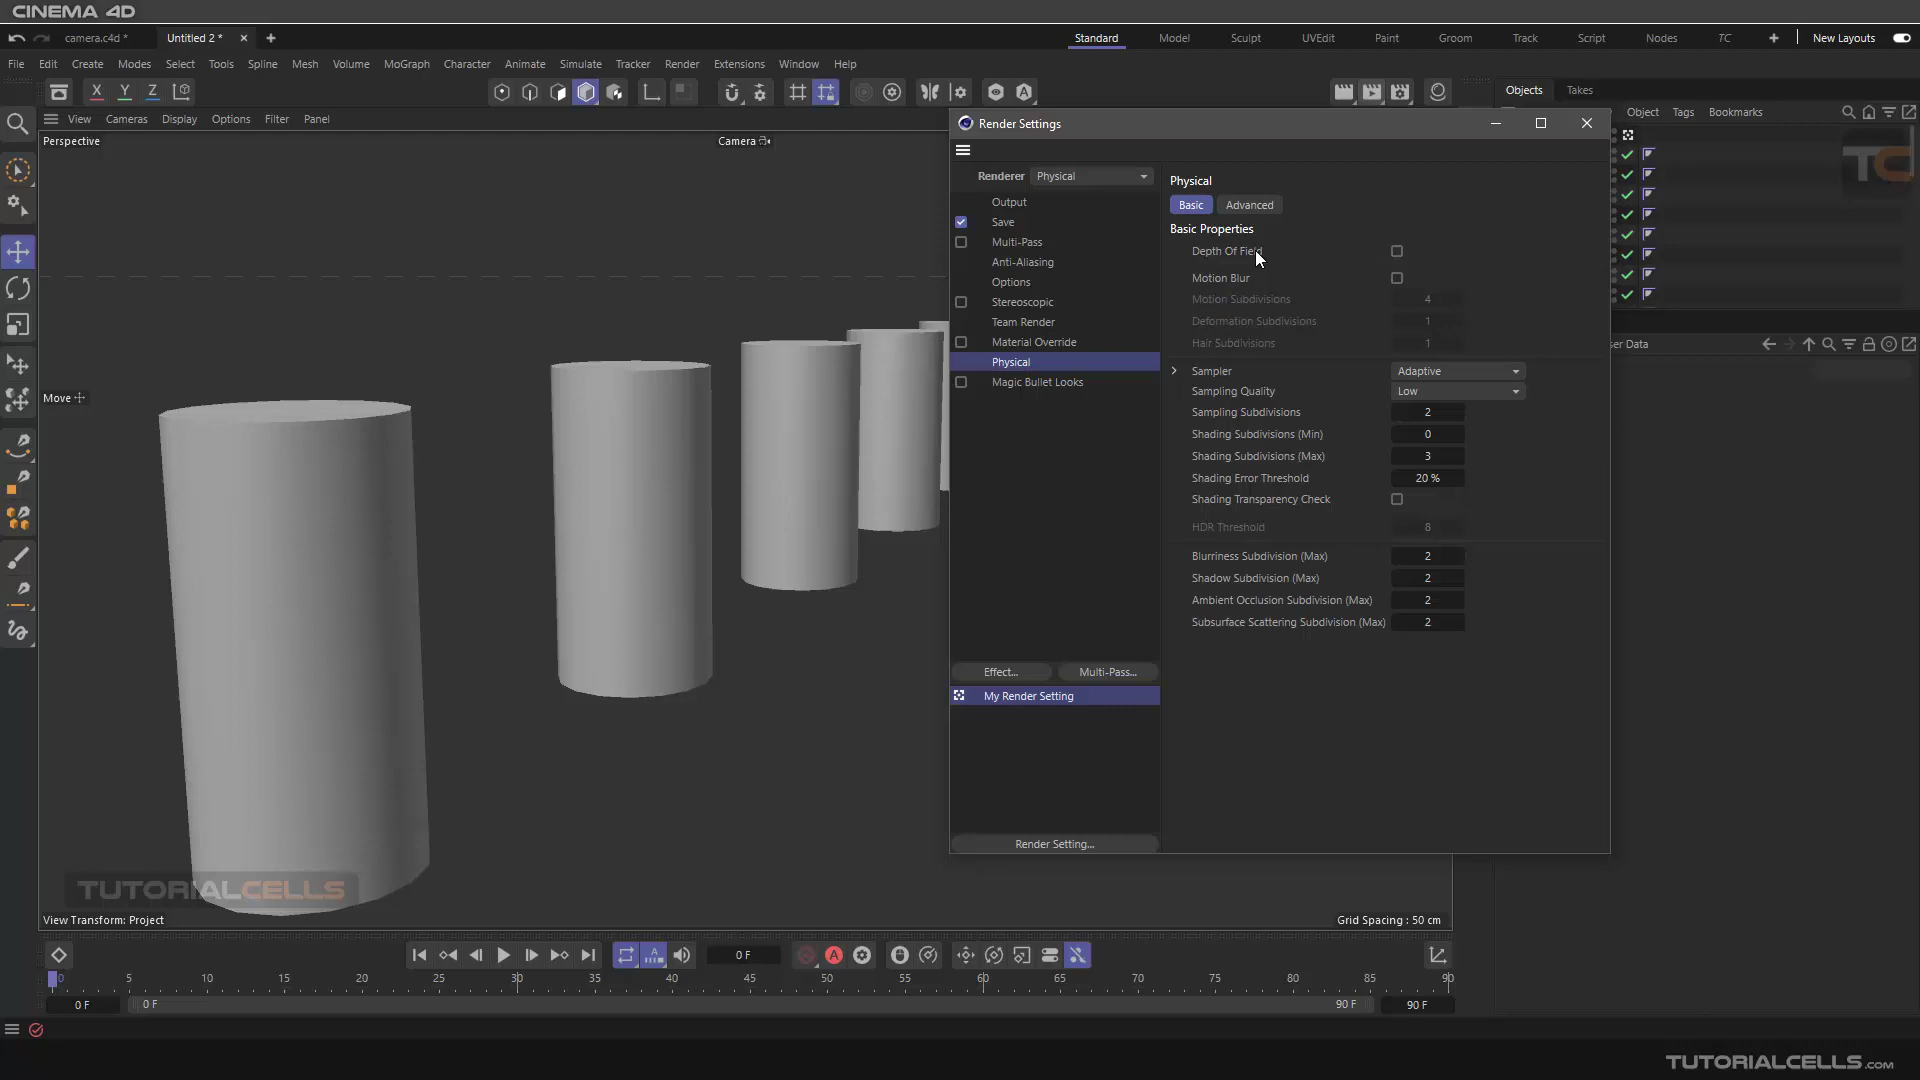 CINEMA 4D
camera.c4d *
Untitled 2 *
Standard Model Sculpt UVEdit Paint Groom Track Script Nodes TC New Layouts
File Edit Create Modes Select Tools Spline Mesh Volume MoGraph Character Animate Simulate Tracker Render Extensions Window Help
X Y Z
Objects Takes
View Cameras Display Options Filter Panel
Object Tags Bookmarks
Perspective
Camera
Move
Render Settings
Renderer Physical
Output
Save
Multi-Pass
Anti-Aliasing
Options
Stereoscopic
Team Render
Material Override
Physical
Magic Bullet Looks
Effect... Multi-Pass...
My Render Setting
Render Setting...
Physical
Basic Advanced
Basic Properties
Depth Of Field
Motion Blur
Motion Subdivisions 4
Deformation Subdivisions 1
Hair Subdivisions 1
Sampler Adaptive
Sampling Quality Low
Sampling Subdivisions 2
Shading Subdivisions (Min) 0
Shading Subdivisions (Max) 3
Shading Error Threshold 20 %
Shading Transparency Check
HDR Threshold 8
Blurriness Subdivision (Max) 2
Shadow Subdivision (Max) 2
Ambient Occlusion Subdivision (Max) 2
Subsurface Scattering Subdivision (Max) 2
TC
ser Data
TUTORIALCELLS
View Transform: Project
Grid Spacing : 50 cm
0 F
0 5 10 15 20 25 30 35 40 45 50 55 60 65 70 75 80 85 90
0 F 0 F 90 F 90 F
TUTORIALCELLS.COM